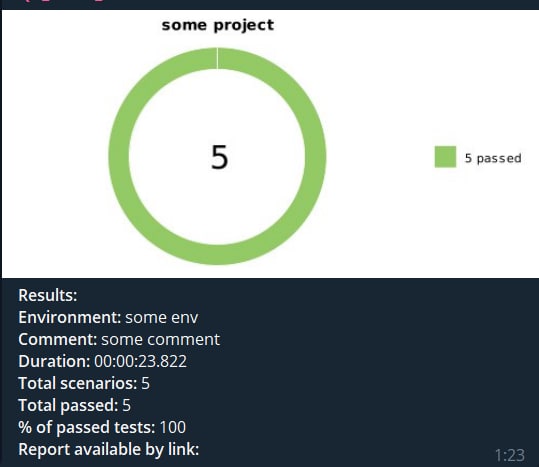 some project
5
5 passed
Results:
Environment: some env
Comment: some comment
Duration: 00:00:23.822
Total scenarios: 5
Total passed: 5
% of passed tests: 100
Report available by link:
1:23